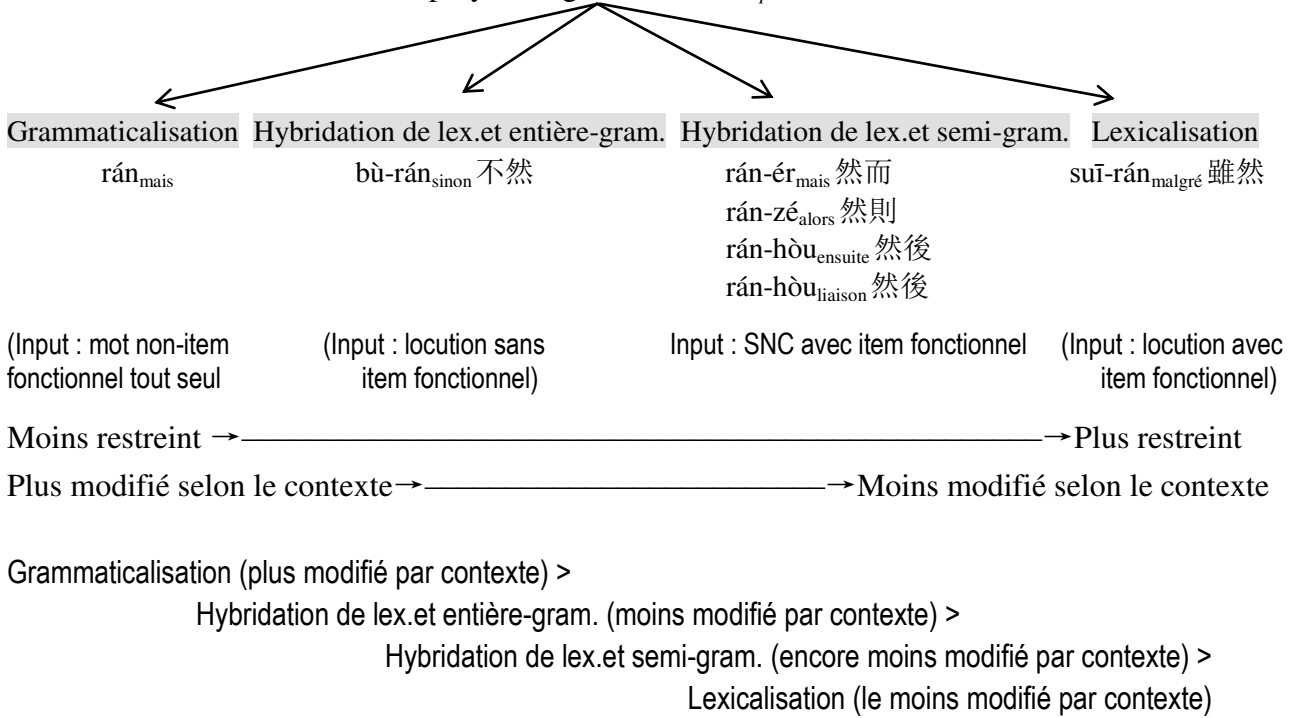 Grammaticalisation Hybridation de lex.et entière-gram. Hybridation de lex.et semi-gram. Lexicalisation
rán mais bù-rán sinon 不然 rán-ér mais 然而 suī-rán malgré 雖然
rán-zé alors 然則
rán-hòu ensuite 然後
rán-hòu liaison 然後
(Input : mot non-item (Input : locution sans Input : SNC avec item fonctionnel (Input : locution avec
fonctionnel tout seul item fonctionnel) item fonctionnel)
Moins restreint →→Plus restreint
Plus modifié selon le contexte→→Moins modifié selon le contexte
Grammaticalisation (plus modifié par contexte) >
Hybridation de lex.et entière-gram. (moins modifié par contexte) >
Hybridation de lex.et semi-gram. (encore moins modifié par contexte) >
Lexicalisation (le moins modifié par contexte)